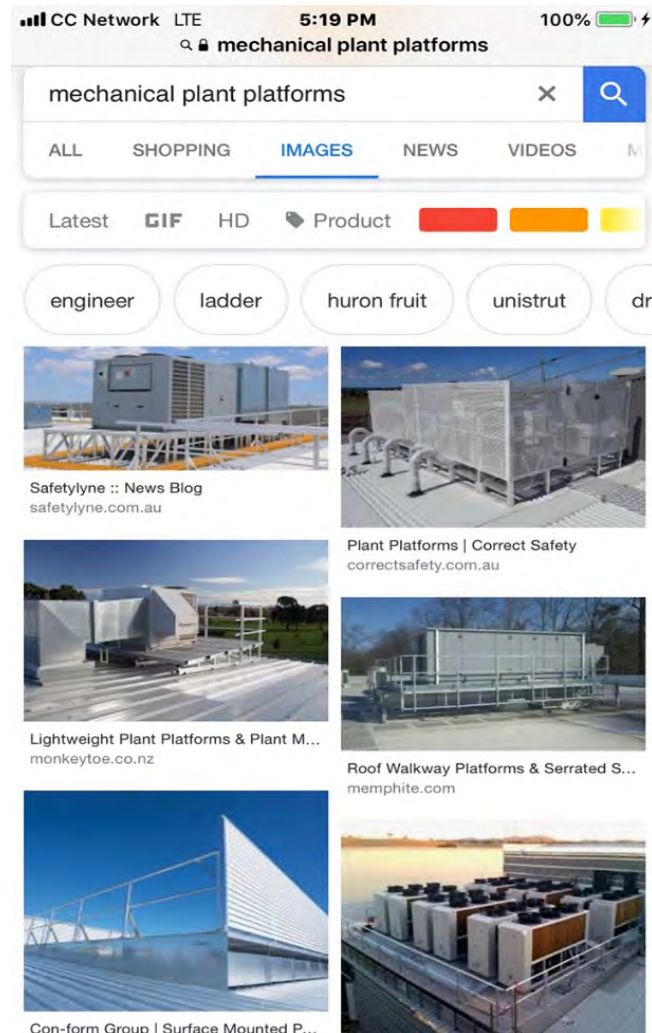 CC Network LTE 5:19 PM 100%
mechanical plant platforms
mechanical plant platforms
ALL SHOPPING IMAGES NEWS VIDEOS M
Latest GIF HD Product
engineer ladder huron fruit unistrut dr
Safetylyne :: News Blog
safetylyne.com.au
Plant Platforms | Correct Safety
correctsafety.com.au
Lightweight Plant Platforms & Plant M...
monkeytoe.co.nz
Roof Walkway Platforms & Serrated S...
memphite.com
Con-form Group | Surface Mounted P...